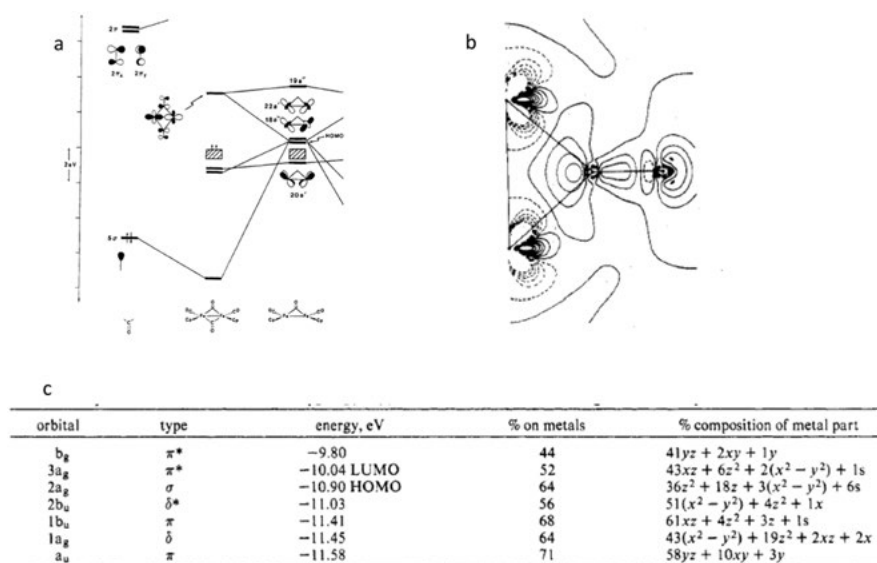 a
b
2π
2πx 2πy
19a"
22a'
18a"
HOMO
2eV
20a'
5σ
c
orbital type energy, eV % on metals % composition of metal part
bg π* −9.80 44 41yz + 2xy + 1y
3ag π* −10.04 LUMO 52 43xz + 6z² + 2(x² − y²) + 1s
2ag σ −10.90 HOMO 64 36z² + 18z + 3(x² − y²) + 6s
2bu δ* −11.03 56 51(x² − y²) + 4z² + 1x
1bu π −11.41 68 61xz + 4z² + 3z + 1s
1ag δ −11.45 64 43(x² − y²) + 19z² + 2xz + 2x
au π −11.58 71 58yz + 10xy + 3y